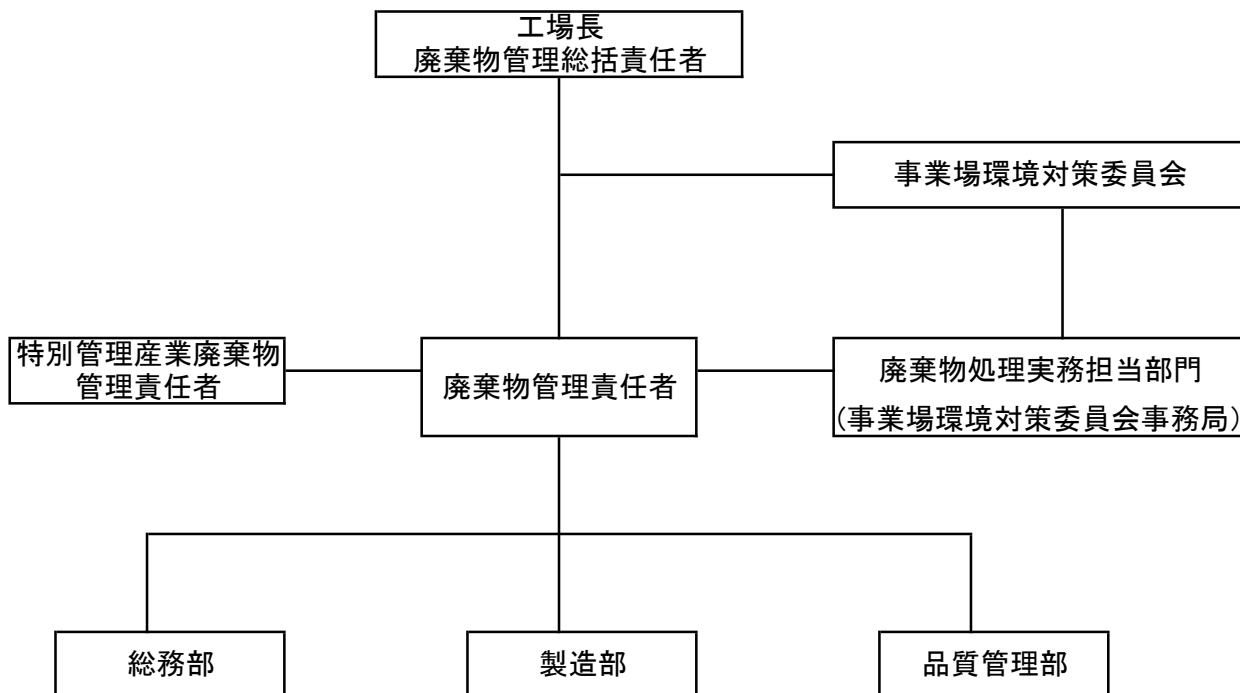 工場長
廃棄物管理総括責任者
事業場環境対策委員会
特別管理産業廃棄物
管理責任者
廃棄物管理責任者
廃棄物処理実務担当部門
(事業場環境対策委員会事務局)
総務部
製造部
品質管理部